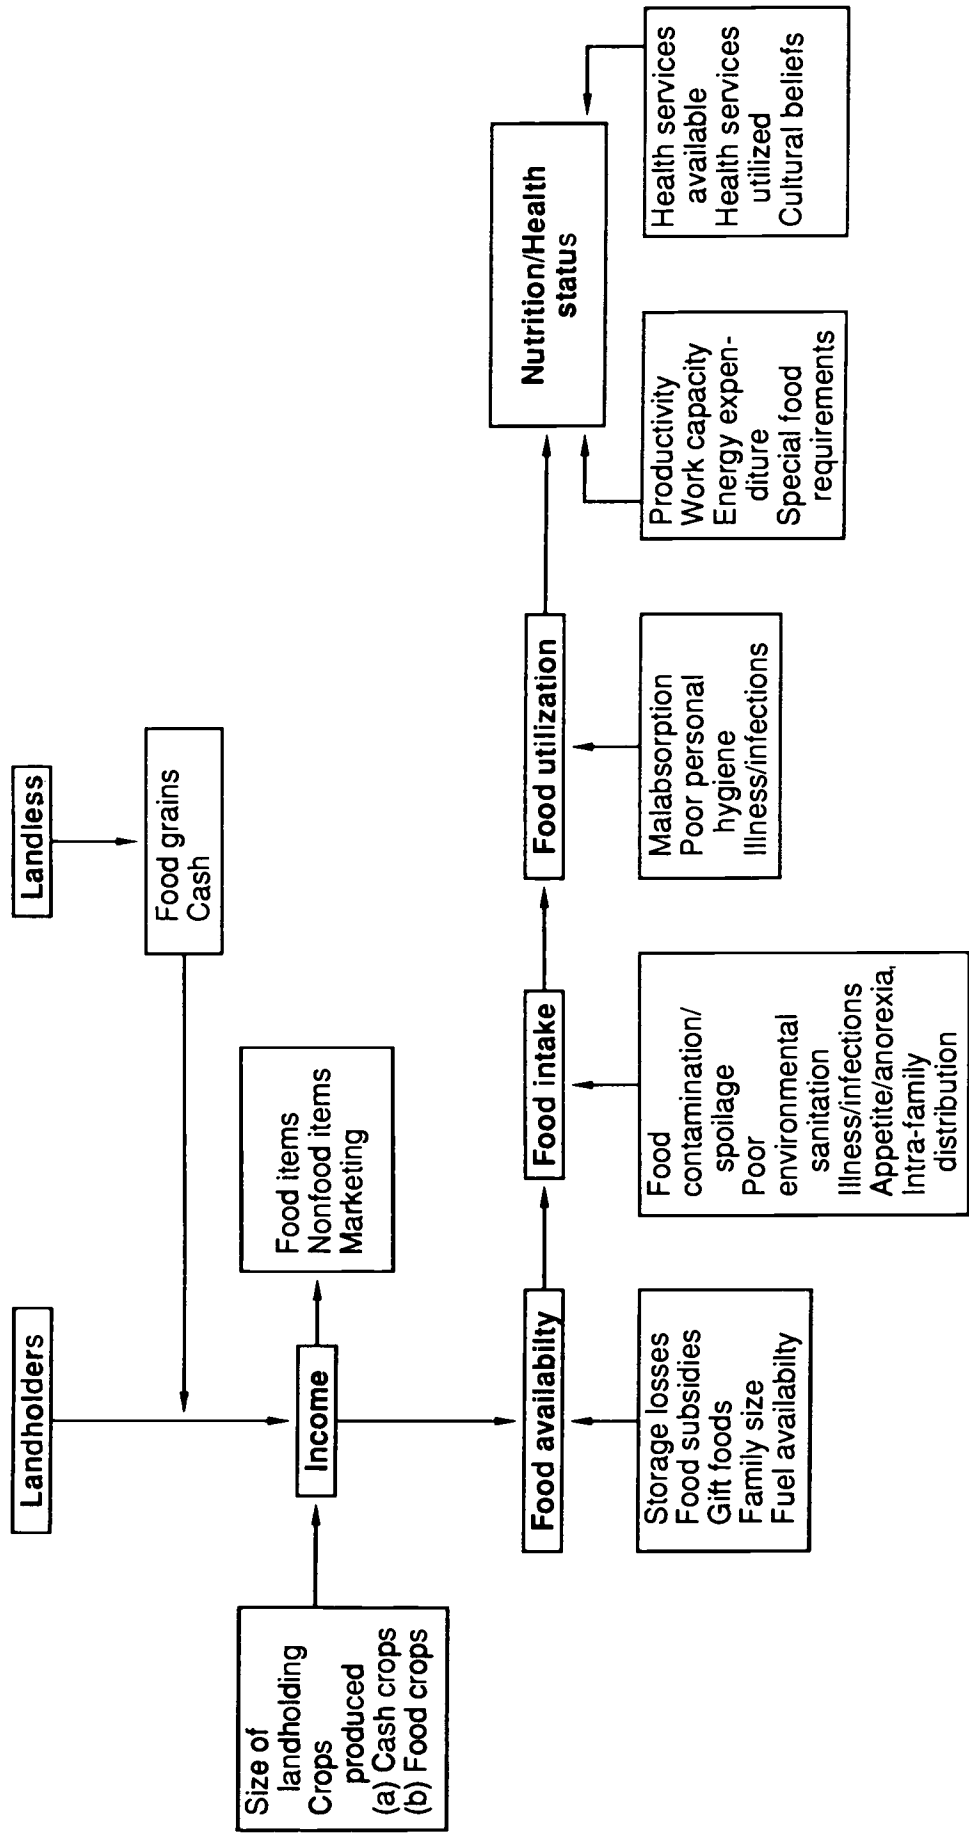 Landholders
Landless
Food grains
Cash
Size of
landholding
Crops
produced
(a) Cash crops
(b) Food crops
Income
Food items
Nonfood items
Marketing
Food availabilty
Food intake
Food utilization
Nutrition/Health
status
Storage losses
Food subsidies
Gift foods
Family size
Fuel availabilty
Food
contamination/
spoilage
Poor
environmental
sanitation
Illness/infections
Appetite/anorexia,
Intra-family
distribution
Malabsorption
Poor personal
hygiene
Illness/infections
Productivity
Work capacity
Energy expen-
diture
Special food
requirements
Health services
available
Health services
utilized
Cultural beliefs